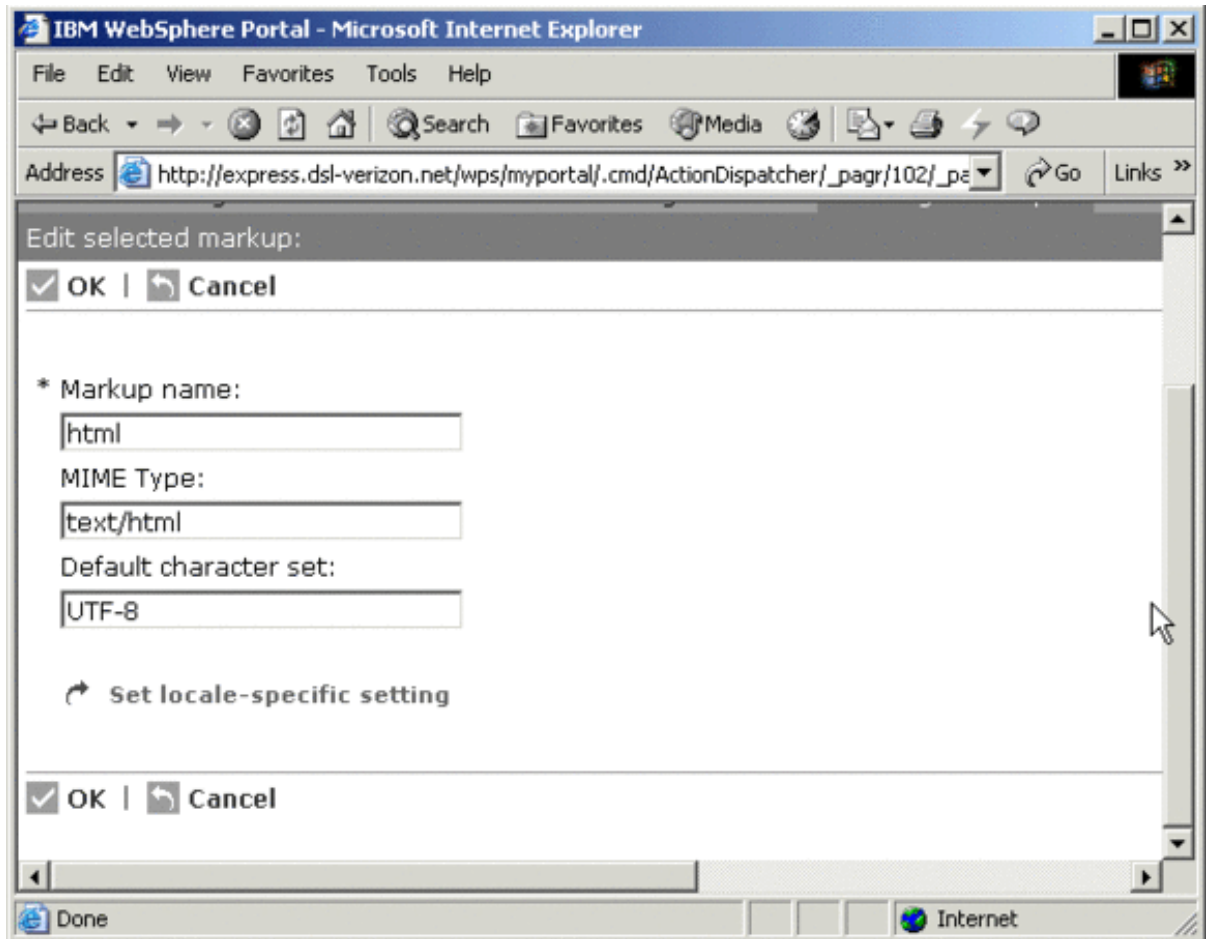 IBM WebSphere Portal - Microsoft Internet Explorer
File Edit View Favorites Tools Help
Back Search Favorites Media
Address http://express.dsl-verizon.net/wps/myportal/.cmd/ActionDispatcher/_pagr/102/_pa Go Links »
Edit selected markup:
OK | Cancel
* Markup name:
html
MIME Type:
text/html
Default character set:
UTF-8
Set locale-specific setting
OK | Cancel
Done Internet